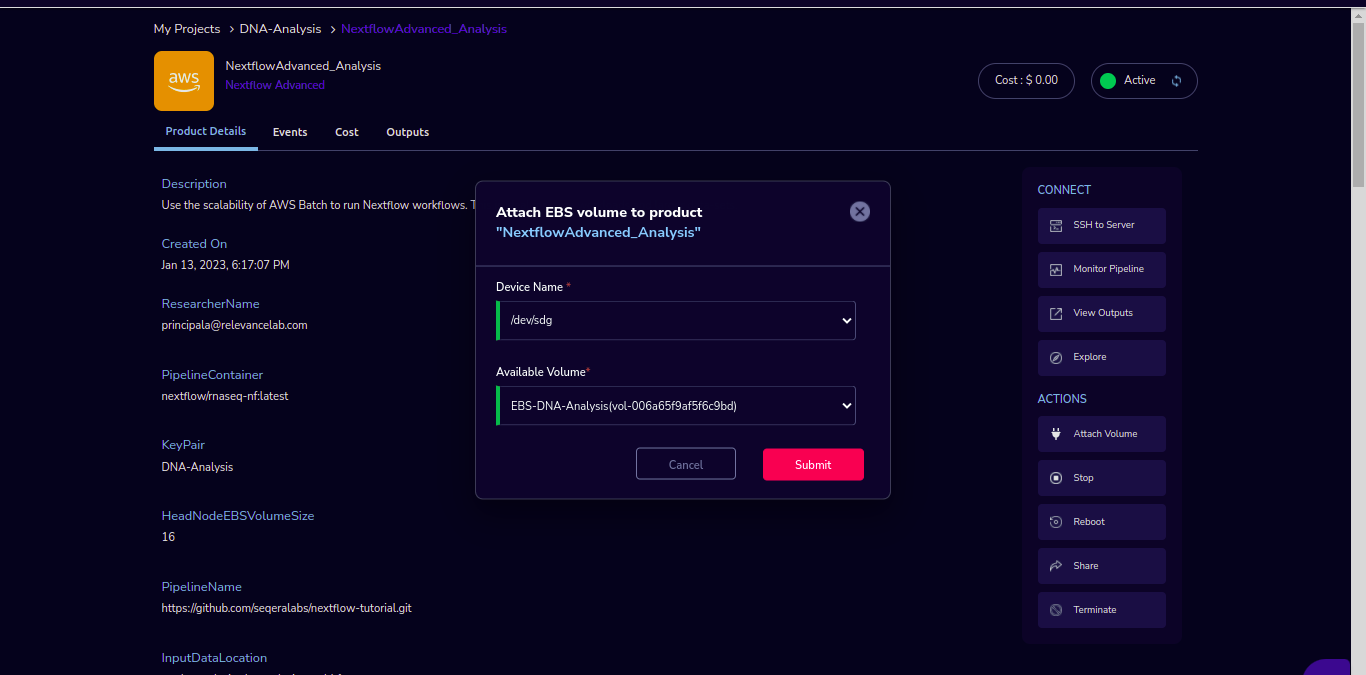 My Projects > DNA-Analysis > NextflowAdvanced_Analysis
aws
NextflowAdvanced_Analysis
Nextflow Advanced
Cost : $ 0.00
Active
Product Details
Events
Cost
Outputs
Description
Use the scalability of AWS Batch to run Nextflow workflows.
Created On
Jan 13, 2023, 6:17:07 PM
ResearcherName
principala@relevancelab.com
PipelineContainer
nextflow/rnaseq-nf:latest
KeyPair
DNA-Analysis
HeadNodeEBSVolumeSize
16
PipelineName
https://github.com/seqeralabs/nextflow-tutorial.git
InputDataLocation
Attach EBS volume to product
"NextflowAdvanced_Analysis"
Device Name *
/dev/sdg
Available Volume*
EBS-DNA-Analysis(vol-006a65f9af5f6c9bd)
Cancel
Submit
CONNECT
SSH to Server
Monitor Pipeline
View Outputs
Explore
ACTIONS
Attach Volume
Stop
Reboot
Share
Terminate